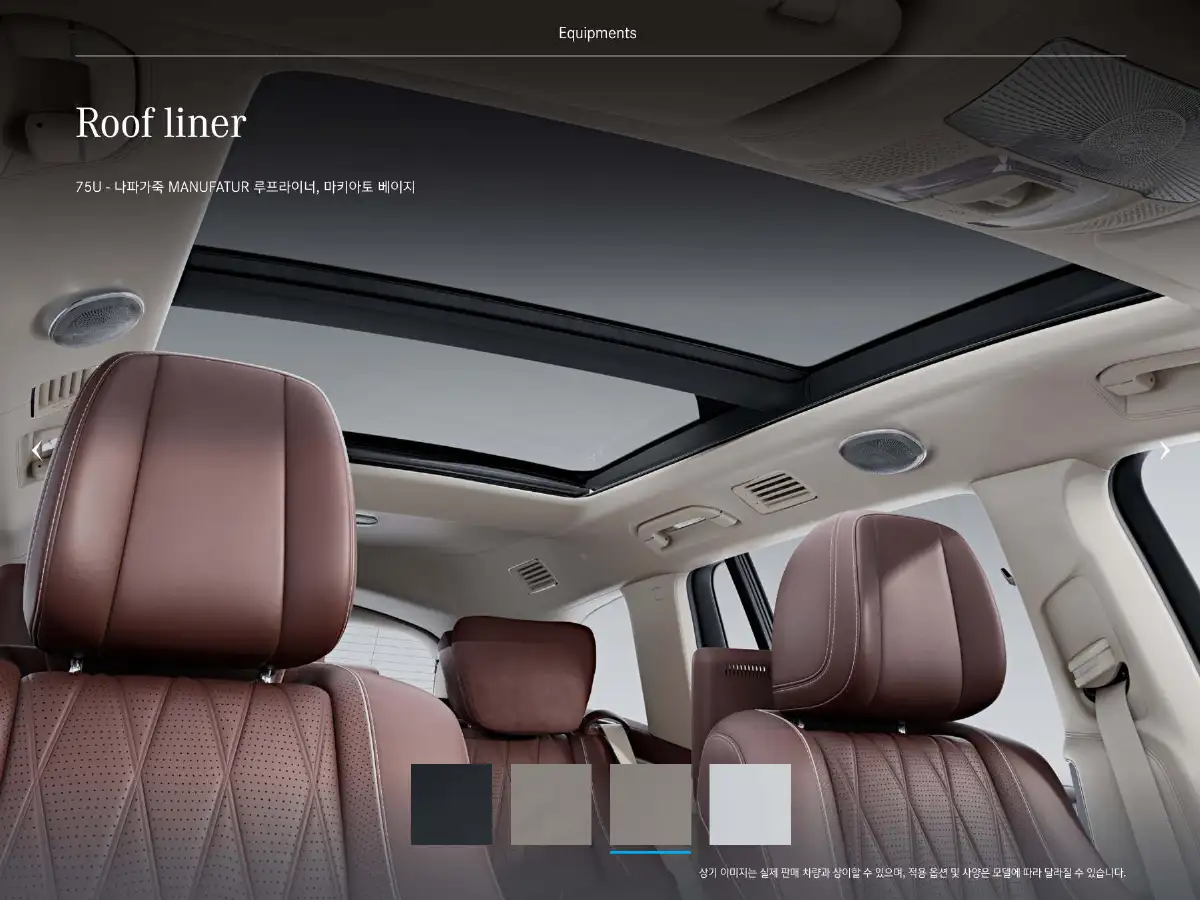 Equipments
Roof liner
75U - 나파가죽 MANUFATUR 루프라이너, 마키아토 베이지
상기 이미지는 실제 판매 차량과 상이할 수 있으며, 적용 옵션 및 사양은 모델에 따라 달라질 수 있습니다.